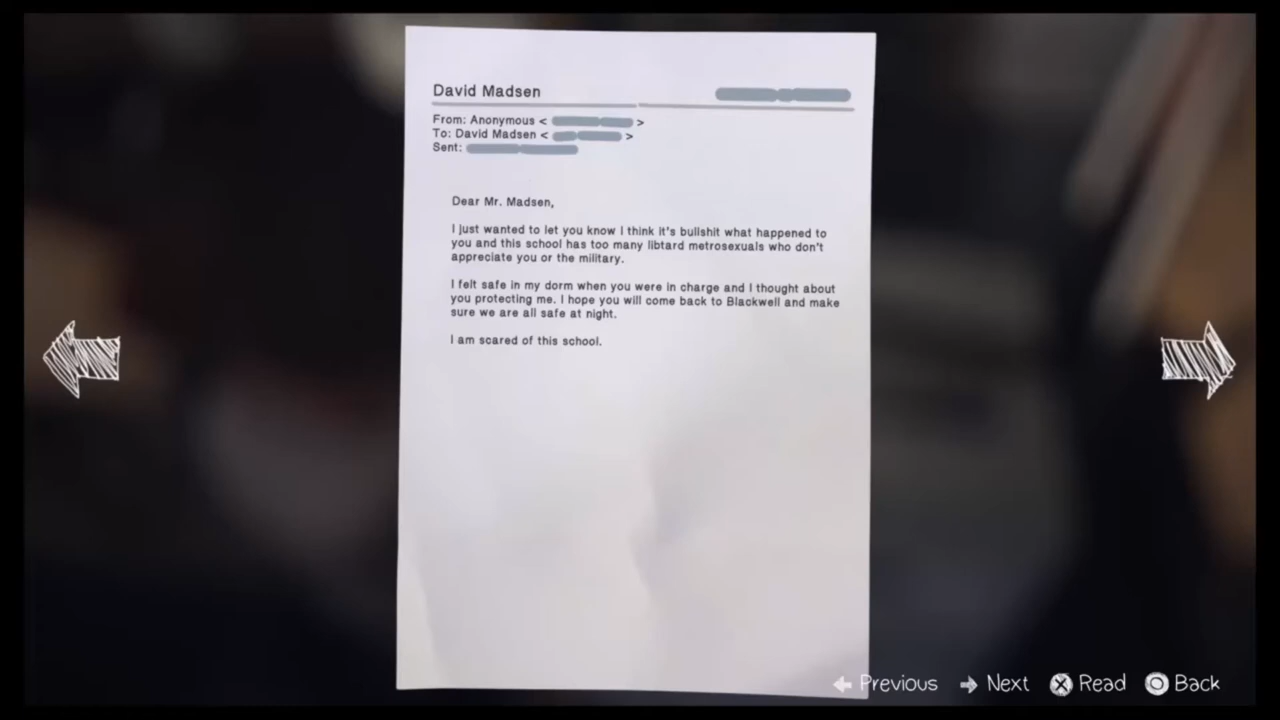 David Madsen
From: Anonymous < >
To: David Madsen < >
Sent:
Dear Mr. Madsen,
I just wanted to let you know I think it's bullshit what happened to
you and this school has too many libtard metrosexuals who don't
appreciate you or the military.
I felt safe in my dorm when you were in charge and I thought about
you protecting me. I hope you will come back to Blackwell and make
sure we are all safe at night.
I am scared of this school.
Previous Next Read Back